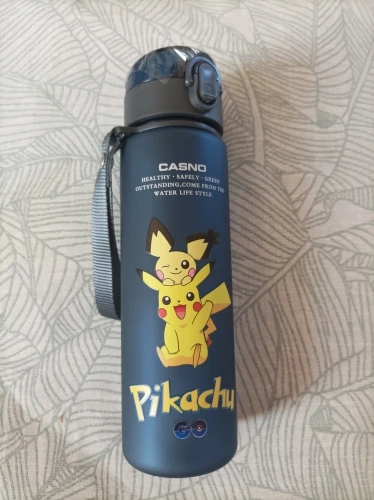 CASNO
HEALTHY · SAFELY · GREEN
OUTSTANDING,COME FROM THE
WATER LIFE STYLE
Pikachu
GO